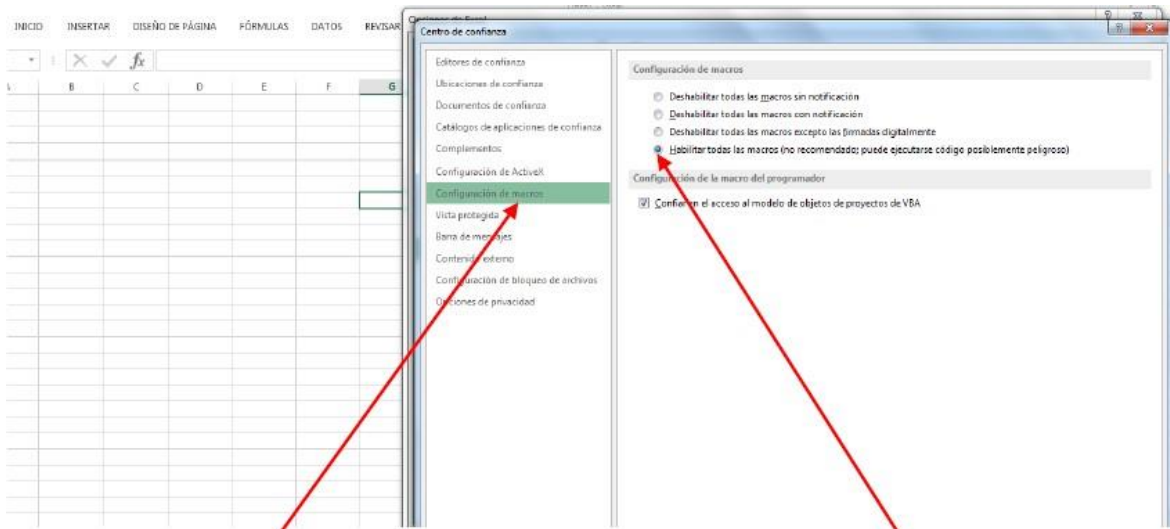 Opciones de Excel
INICIO INSERTAR DISEÑO DE PÁGINA FÓRMULAS DATOS REVISAR
Centro de confianza
fx
B C D E F G
Editores de confianza
Ubicaciones de confianza
Documentos de confianza
Catálogos de aplicaciones de confianza
Complementos
Configuración de ActiveX
Configuración de macros
Vista protegida
Barra de mensajes
Contenido externo
Configuración de bloqueo de archivos
Opciones de privacidad
Configuración de macros
Deshabilitar todas las macros sin notificación
Deshabilitar todas las macros con notificación
Deshabilitar todas las macros excepto las firmadas digitalmente
Habilitar todas las macros (no recomendado; puede ejecutarse código posiblemente peligroso)
Configuración de la macro del programador
Confiar en el acceso al modelo de objetos de proyectos de VBA